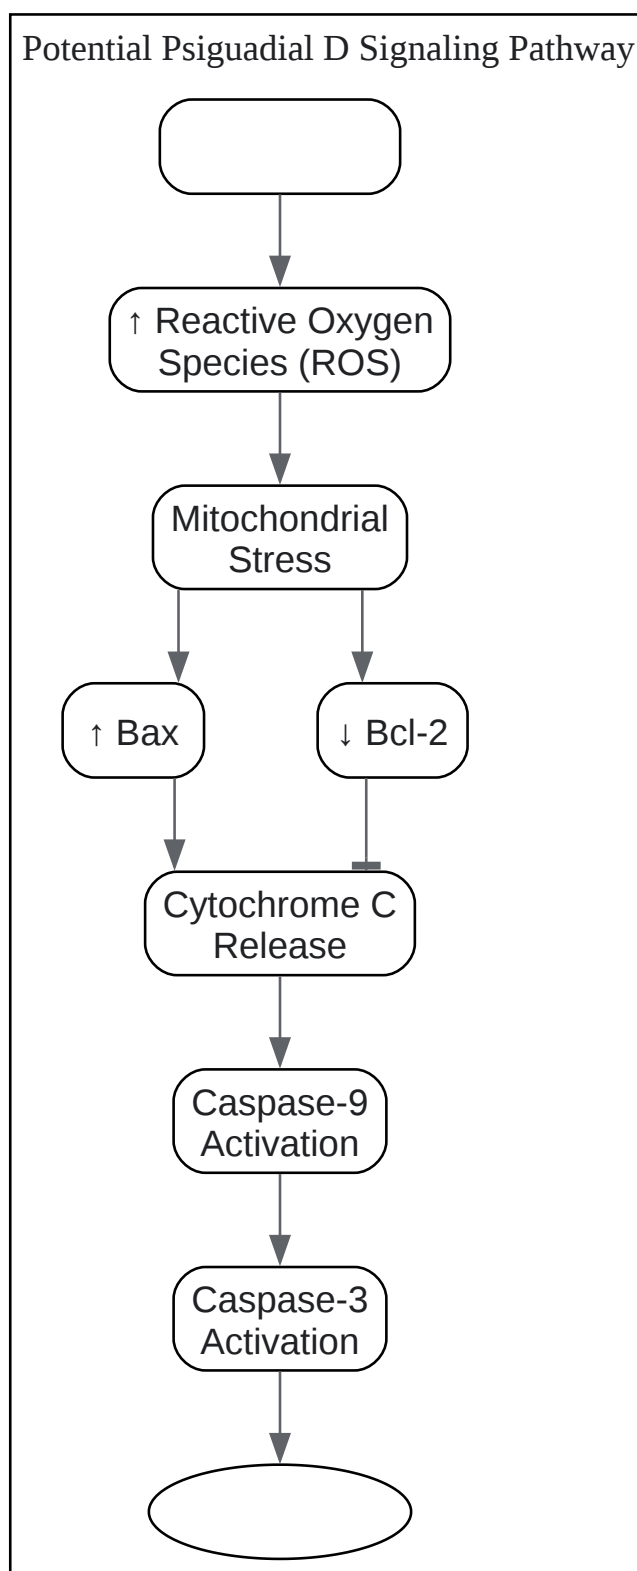 Potential Psiguadial D Signaling Pathway
↑ Reactive Oxygen
Species (ROS)
Mitochondrial
Stress
↑ Bax
↓ Bcl-2
Cytochrome C
Release
Caspase-9
Activation
Caspase-3
Activation